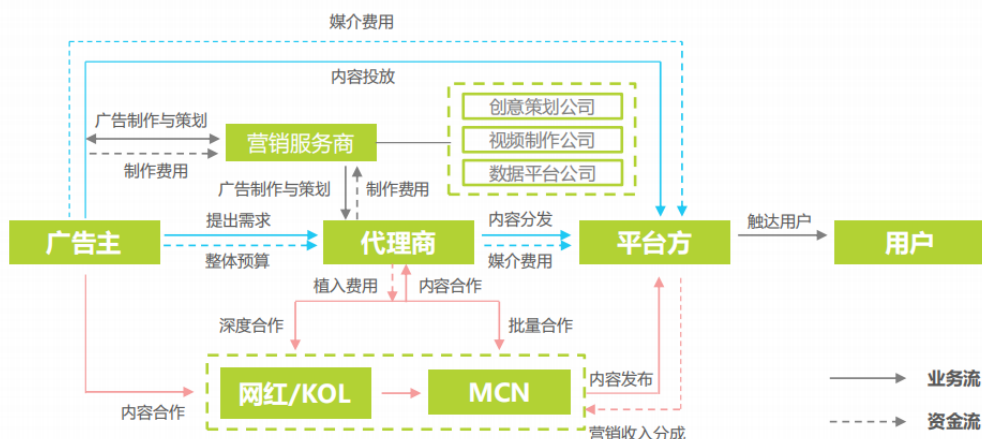 媒介费用
内容投放
创意策划公司
广告制作与策划
营销服务商
视频制作公司
制作费用
数据平台公司
广告制作与策划
制作费用
提出需求
内容分发
触达用户
广告主
代理商
平台方
用户
整体预算
媒介费用
植入费用
内容合作
深度合作
批量合作
网红/KOL
MCN
内容发布
业务流
内容合作
营销收入分成
资金流